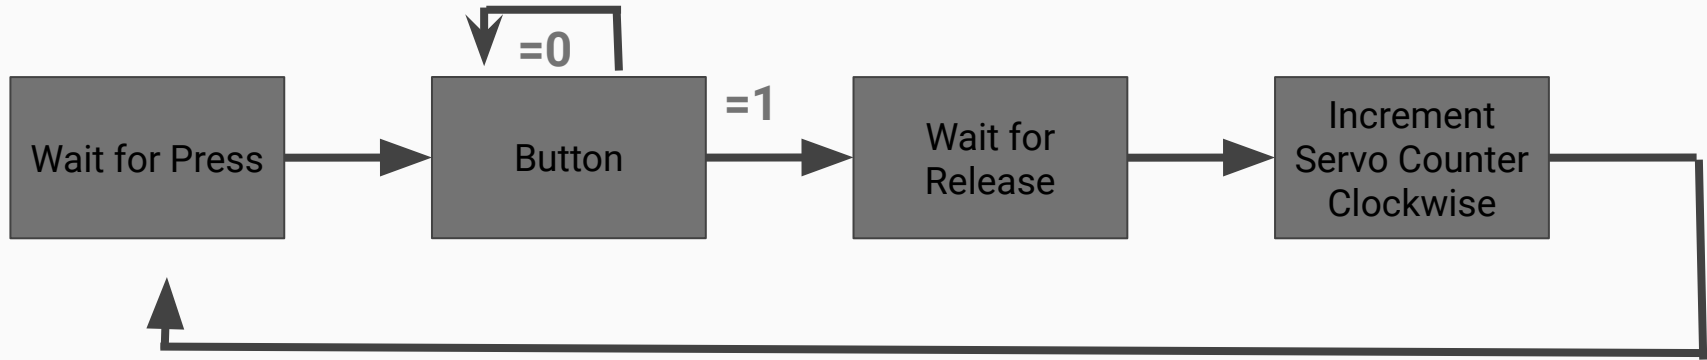 =0
=1
Wait for Press
Button
Wait for
Release
Increment
Servo Counter
Clockwise